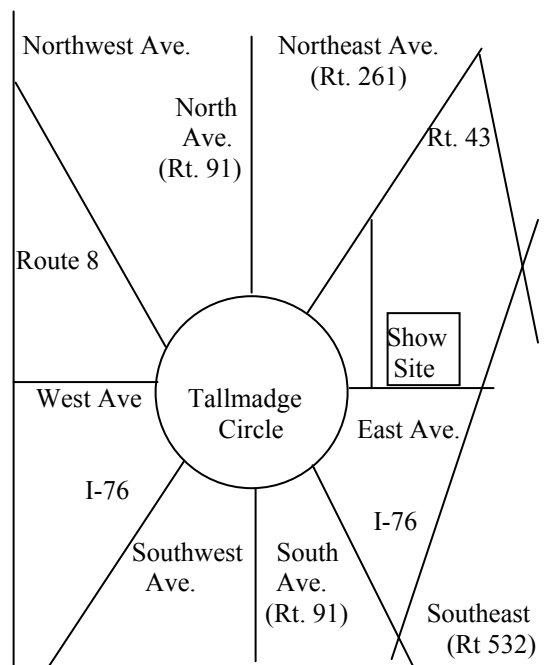 Northwest Ave.
Northeast Ave.
(Rt. 261)
North
Ave.
(Rt. 91)
Rt. 43
Route 8
Show
Site
West Ave
Tallmadge
Circle
East Ave.
I-76
I-76
Southwest
Ave.
South
Ave.
(Rt. 91)
Southeast
(Rt 532)